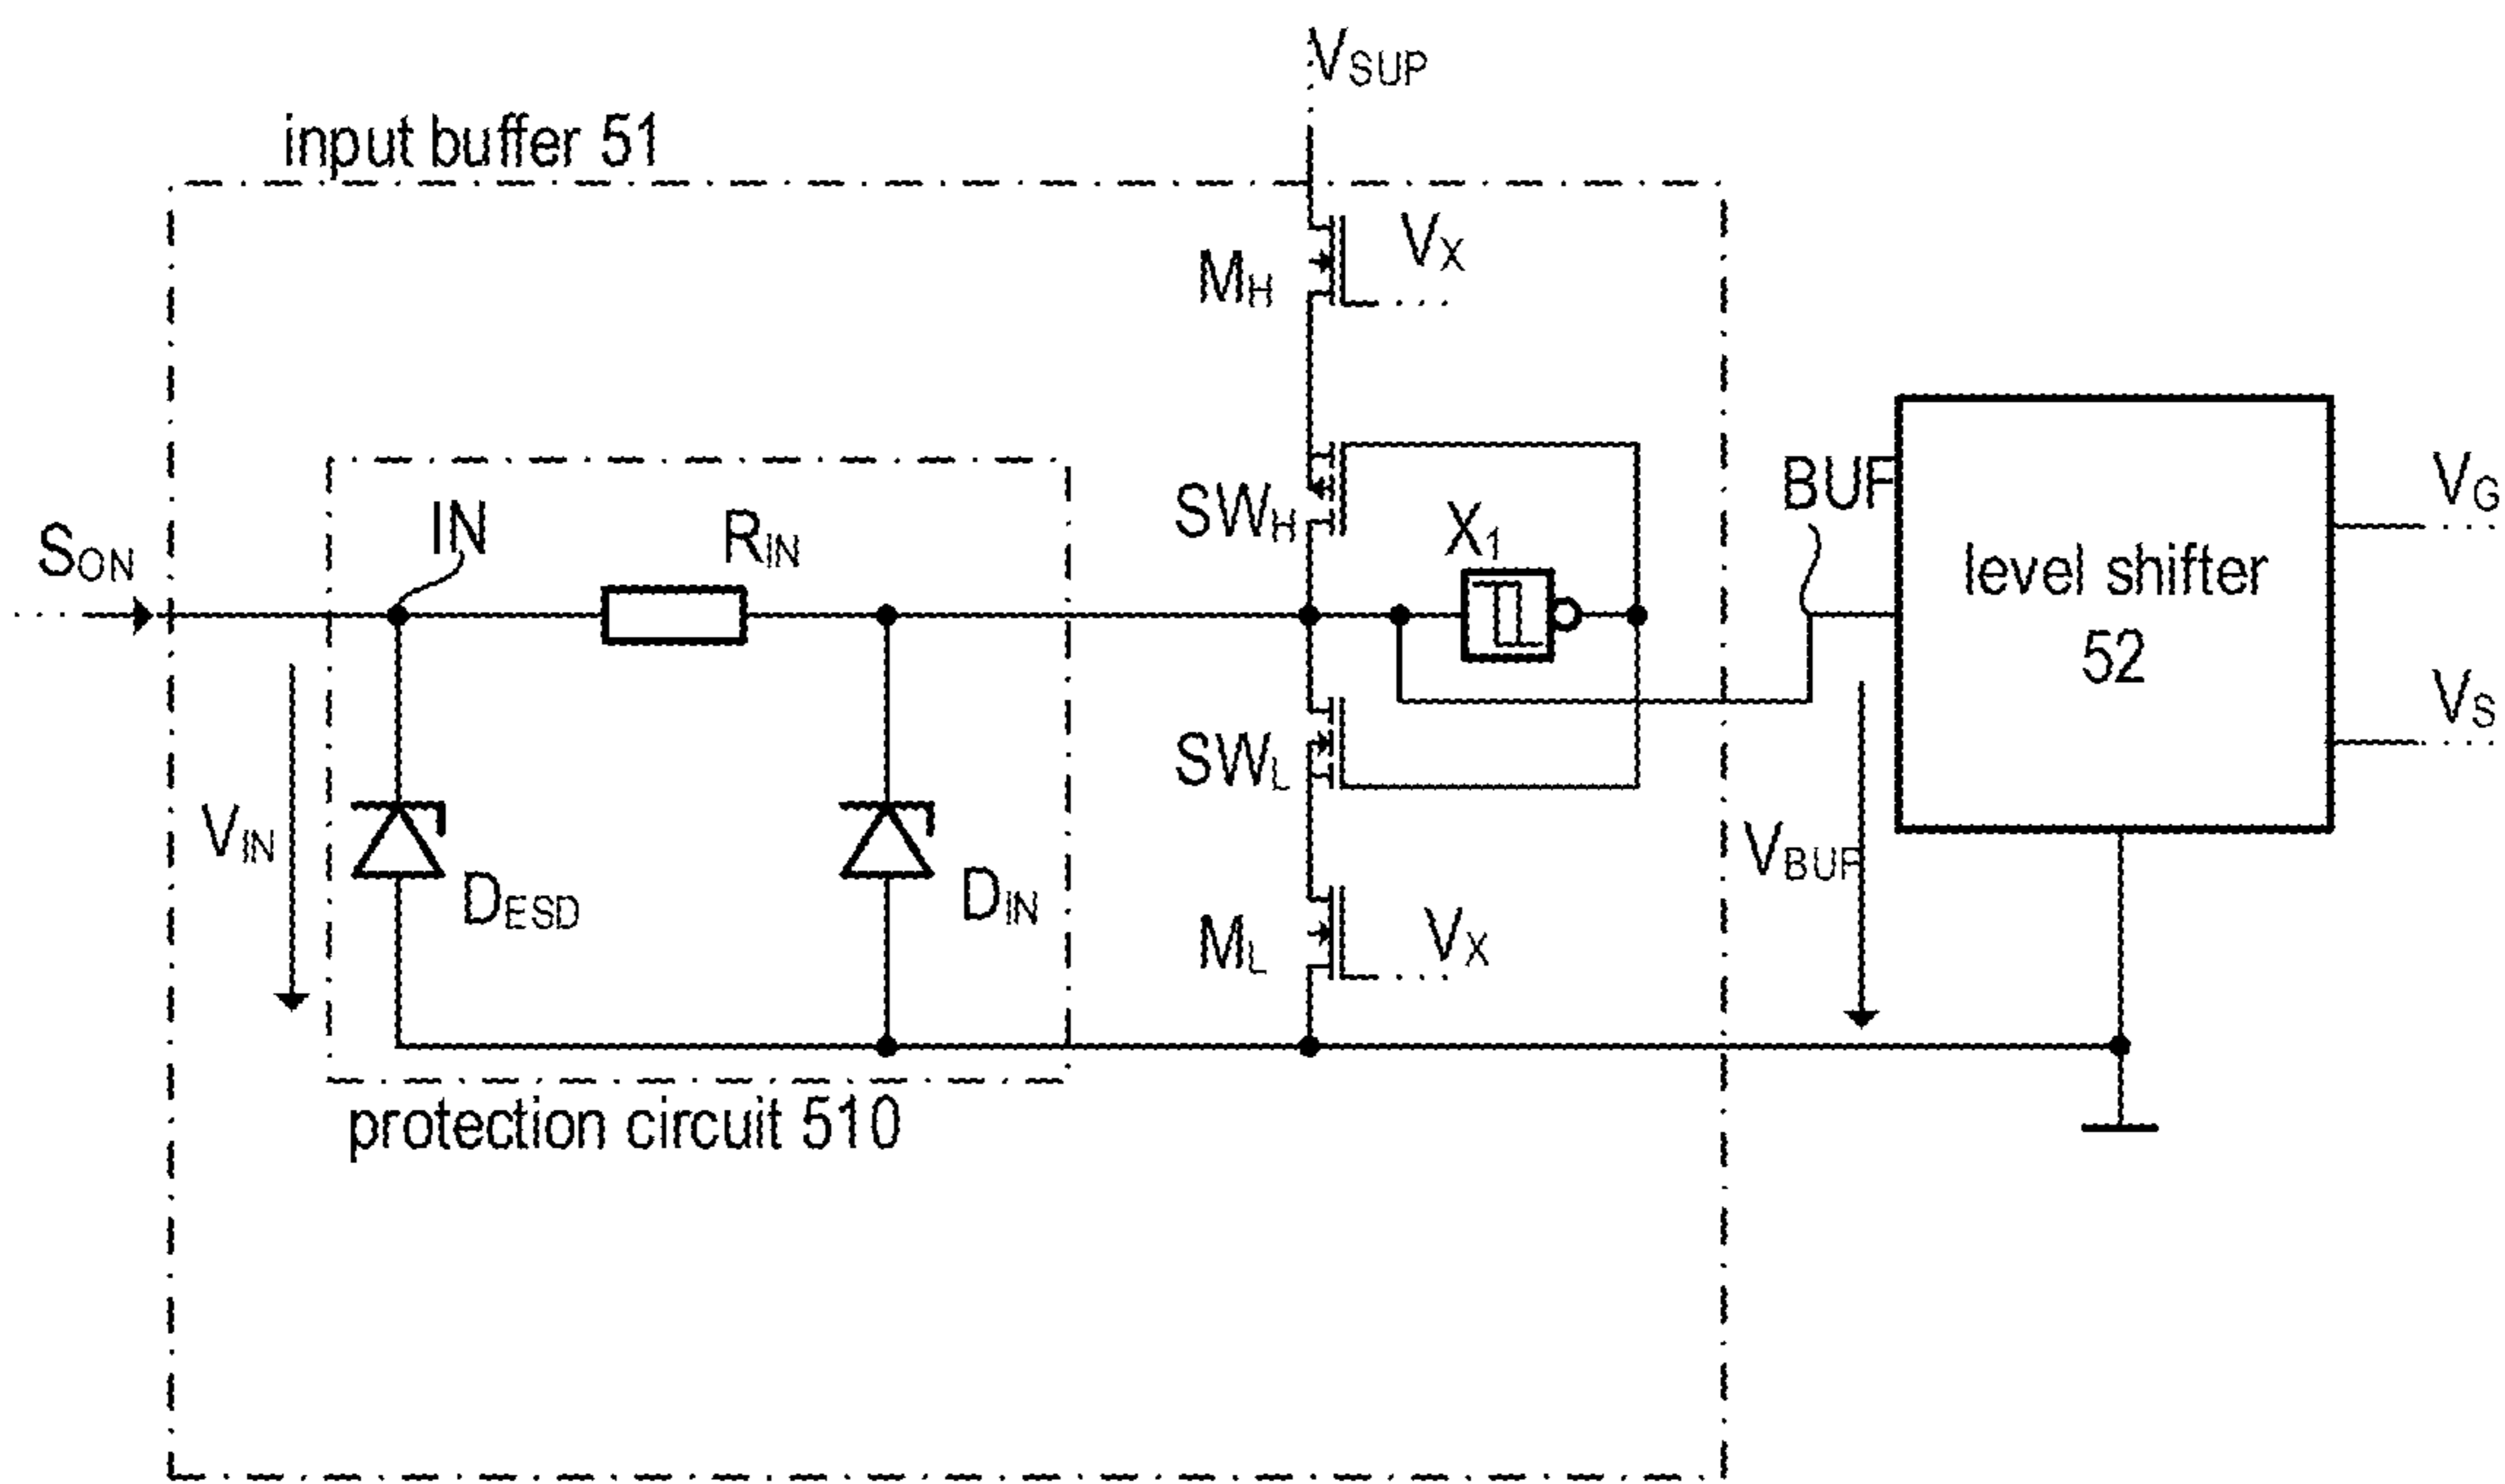 VSUP
input buffer 51
MH
VX
SWH
X1
BUF
VG
SON
IN
RIN
level shifter
52
VS
SWL
VIN
DESD
DIN
VBUF
ML
VX
protection circuit 510